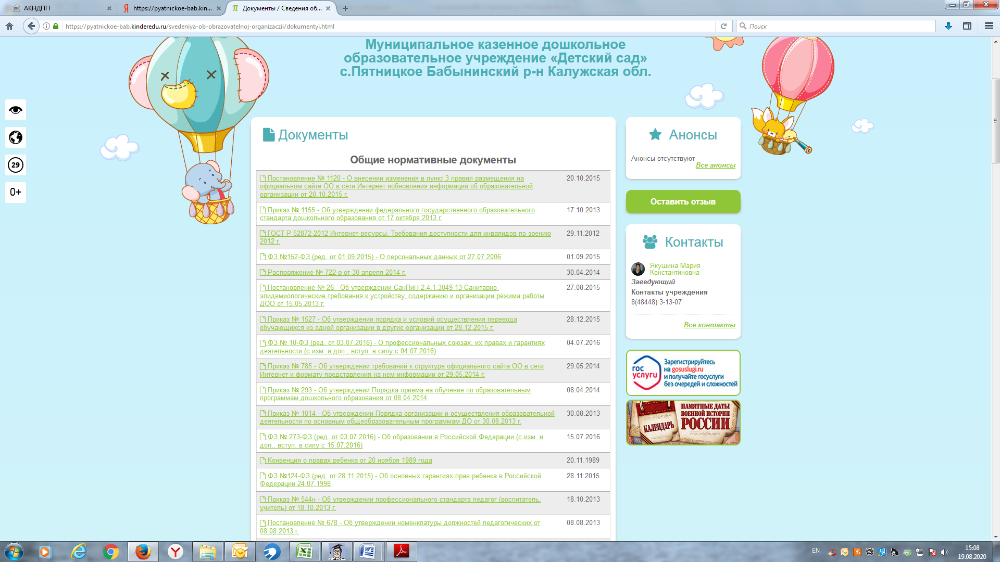 АКНДПП
https://pyatnickoe-bab.kin...
Документы / Сведения об...
https://pyatnickoe-bab.kinderedu.ru/svedeniya-ob-obrazovatelnoj-organizaczii/dokumentyi.html
Поиск
Муниципальное казенное дошкольное
образовательное учреждение «Детский сад»
с.Пятницкое Бабынинский р-н Калужская обл.
29
0+
Документы
Общие нормативные документы
Постановление № 1120 - О внесении изменения в пункт 3 правил размещения на 20.10.2015
официальном сайте ОО в сети Интернет иобновления информации об образовательной
организации от 20.10.2015 г.
Приказ № 1155 - Об утверждении федерального государственного образовательного 17.10.2013
стандарта дошкольного образования от 17 октября 2013 г.
ГОСТ Р 52872-2012 Интернет-ресурсы. Требования доступности для инвалидов по зрению 29.11.2012
2012 г.
ФЗ №152-ФЗ (ред. от 01.09.2015) - О персональных данных от 27.07.2006 01.09.2015
Распоряжение № 722-р от 30 апреля 2014 г. 30.04.2014
Постановление № 26 - Об утверждении СанПиН 2.4.1.3049-13 Санитарно- 27.08.2015
эпидемиологические требования к устройству, содержанию и организации режима работы
ДОО от 15.05.2013 г.
Приказ № 1527 - Об утверждении порядка и условий осуществления перевода 28.12.2015
обучающихся из одной организации в другие организации от 28.12.2015 г.
ФЗ № 10-ФЗ (ред. от 03.07.2016) - О профессиональных союзах, их правах и гарантиях 04.07.2016
деятельности (с изм. и доп., вступ. в силу с 04.07.2016)
Приказ № 785 - Об утверждении требований к структуре официального сайта ОО в сети 29.05.2014
Интернет и формату представления на нем информации от 29.05.2014 г.
Приказ № 293 - Об утверждении Порядка приема на обучение по образовательным 08.04.2014
программам дошкольного образования от 08.04.2014
Приказ № 1014 - Об утверждении Порядка организации и осуществления образовательной 30.08.2013
деятельности по основным общеобразовательным программам ДО от 30.08.2013 г.
ФЗ № 273-ФЗ (ред. от 03.07.2016) - Об образовании в Российской Федерации (с изм. и 15.07.2016
доп., вступ. в силу с 15.07.2016)
Конвенция о правах ребенка от 20 ноября 1989 года 20.11.1989
ФЗ №124-ФЗ (ред. от 28.11.2015) - Об основных гарантиях прав ребенка в Российской 28.11.2015
Федерации 24.07.1998
Приказ № 544н - Об утверждении профессионального стандарта педагог (воспитатель, 18.10.2013
учитель) от 18.10.2013 г.
Постановление № 678 - Об утверждении номенклатуры должностей педагогических от 08.08.2013
08.08.2013 г.
Анонсы
Анонсы отсутствуют
Все анонсы
Оставить отзыв
Контакты
Якушина Мария
Константиновна
Заведующий
Контакты учреждения
8(48448) 3-13-07
Все контакты
гос
услуги
Зарегистрируйтесь
на gosuslugi.ru
и получайте госуслуги
без очередей и сложностей
КАЛЕНДАРЬ
ПАМЯТНЫЕ ДАТЫ
ВОЕННОЙ ИСТОРИИ
РОССИИ
EN
15:08
19.08.2020